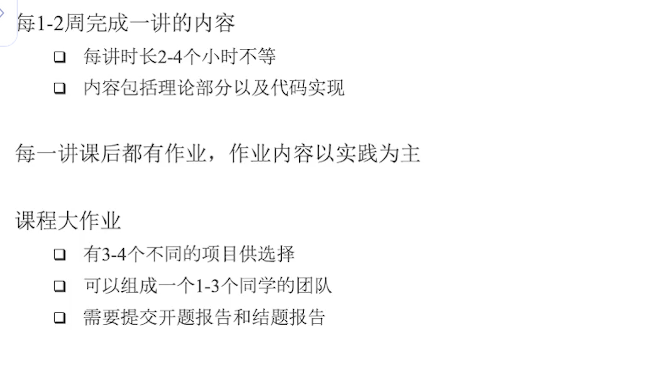 每1-2周完成一讲的内容
❑ 每讲时长2-4个小时不等
❑ 内容包括理论部分以及代码实现
每一讲课后都有作业，作业内容以实践为主
课程大作业
❑ 有3-4个不同的项目供选择
❑ 可以组成一个1-3个同学的团队
❑ 需要提交开题报告和结题报告